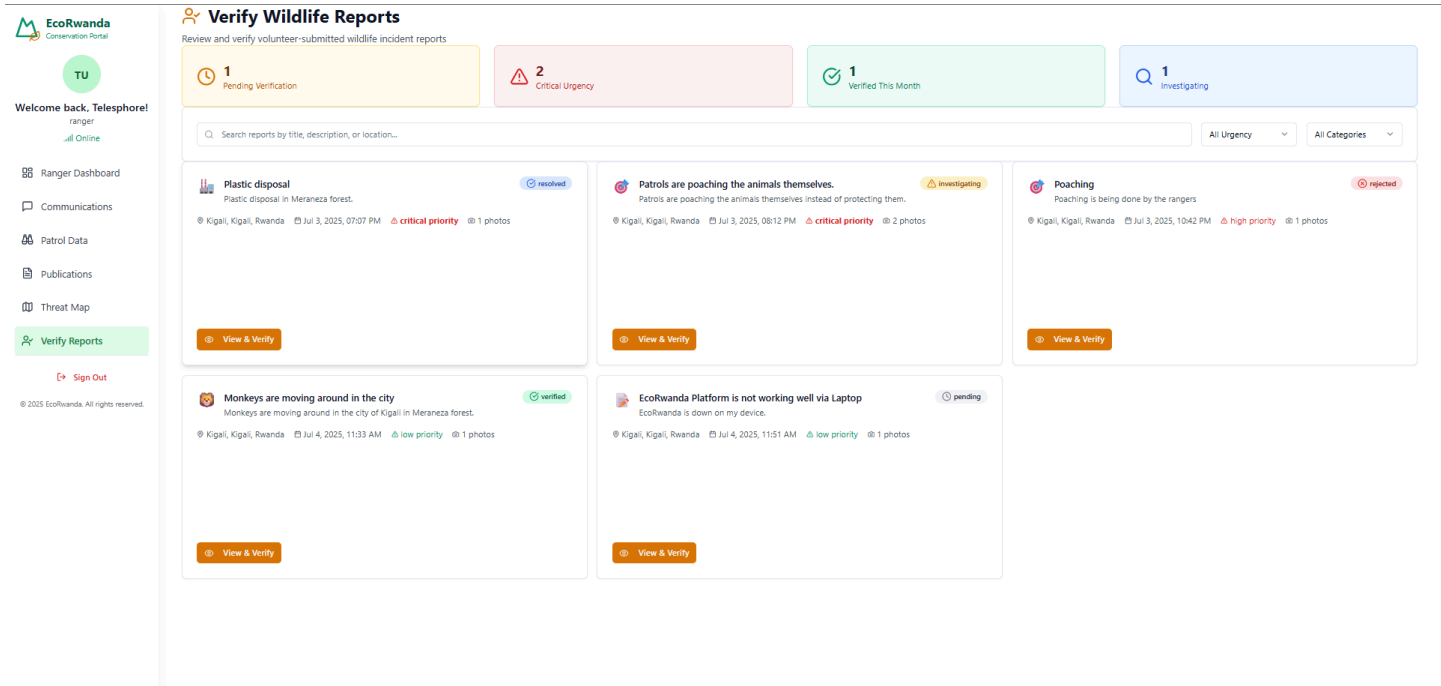 EcoRwanda
Conservation Portal
TU
Welcome back, Telesphore!
ranger
Online
Ranger Dashboard
Communications
Patrol Data
Publications
Threat Map
Verify Reports
Sign Out
© 2025 EcoRwanda. All rights reserved.
Verify Wildlife Reports
Review and verify volunteer-submitted wildlife incident reports
1
Pending Verification
2
Critical Urgency
1
Verified This Month
1
Investigating
Search reports by title, description, or location...
All Urgency
All Categories
Plastic disposal
resolved
Plastic disposal in Meraneza forest.
Kigali, Kigali, Rwanda Jul 3, 2025, 07:07 PM critical priority 1 photos
View & Verify
Patrols are poaching the animals themselves.
investigating
Patrols are poaching the animals themselves instead of protecting them.
Kigali, Kigali, Rwanda Jul 3, 2025, 08:12 PM critical priority 2 photos
View & Verify
Poaching
rejected
Poaching is being done by the rangers
Kigali, Kigali, Rwanda Jul 3, 2025, 10:42 PM high priority 1 photos
View & Verify
Monkeys are moving around in the city
verified
Monkeys are moving around in the city of Kigali in Meraneza forest.
Kigali, Kigali, Rwanda Jul 4, 2025, 11:33 AM low priority 1 photos
View & Verify
EcoRwanda Platform is not working well via Laptop
pending
EcoRwanda is down on my device.
Kigali, Kigali, Rwanda Jul 4, 2025, 11:51 AM low priority 1 photos
View & Verify